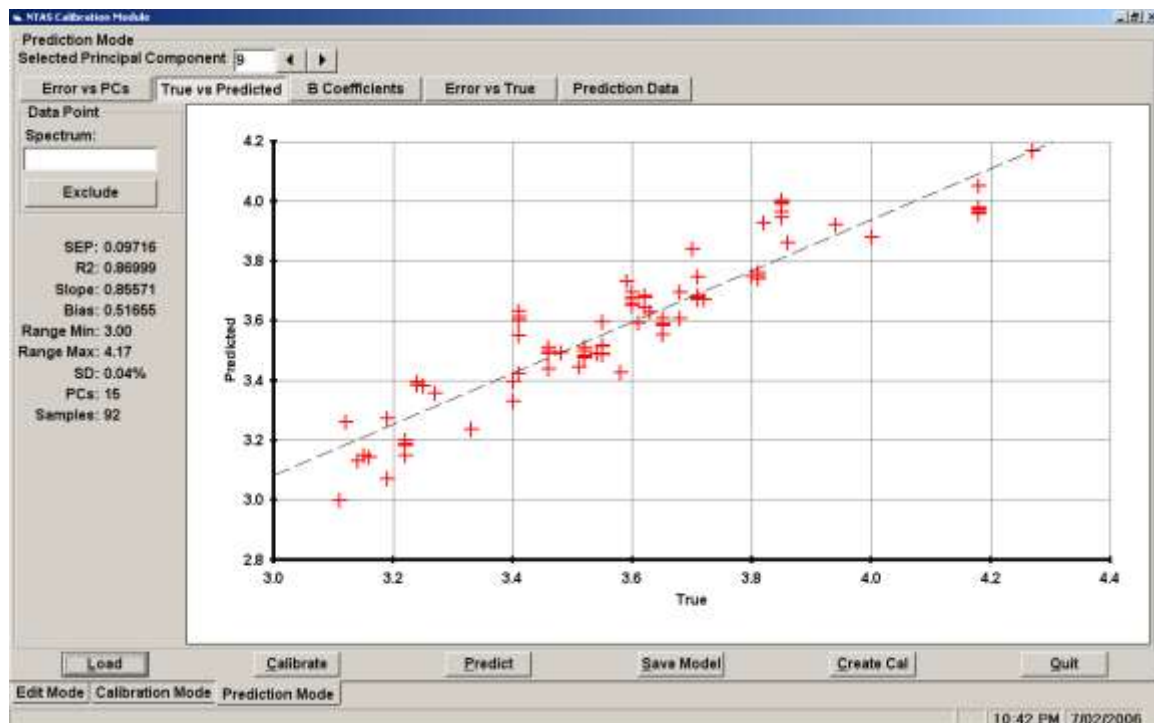 NTAS Calibration Module
Prediction Mode
Selected Principal Component 9
Error vs PCs True vs Predicted B Coefficients Error vs True Prediction Data
Data Point
Spectrum:
Exclude
SEP: 0.09716
R2: 0.86999
Slope: 0.85571
Bias: 0.51655
Range Min: 3.00
Range Max: 4.17
SD: 0.04%
PCs: 15
Samples: 92
Predicted
4.2
4.0
3.8
3.6
3.4
3.2
3.0
2.8
3.0 3.2 3.4 3.6 3.8 4.0 4.2 4.4
True
Load Calibrate Predict Save Model Create Cal Quit
Edit Mode Calibration Mode Prediction Mode
10:42 PM 7/02/2006